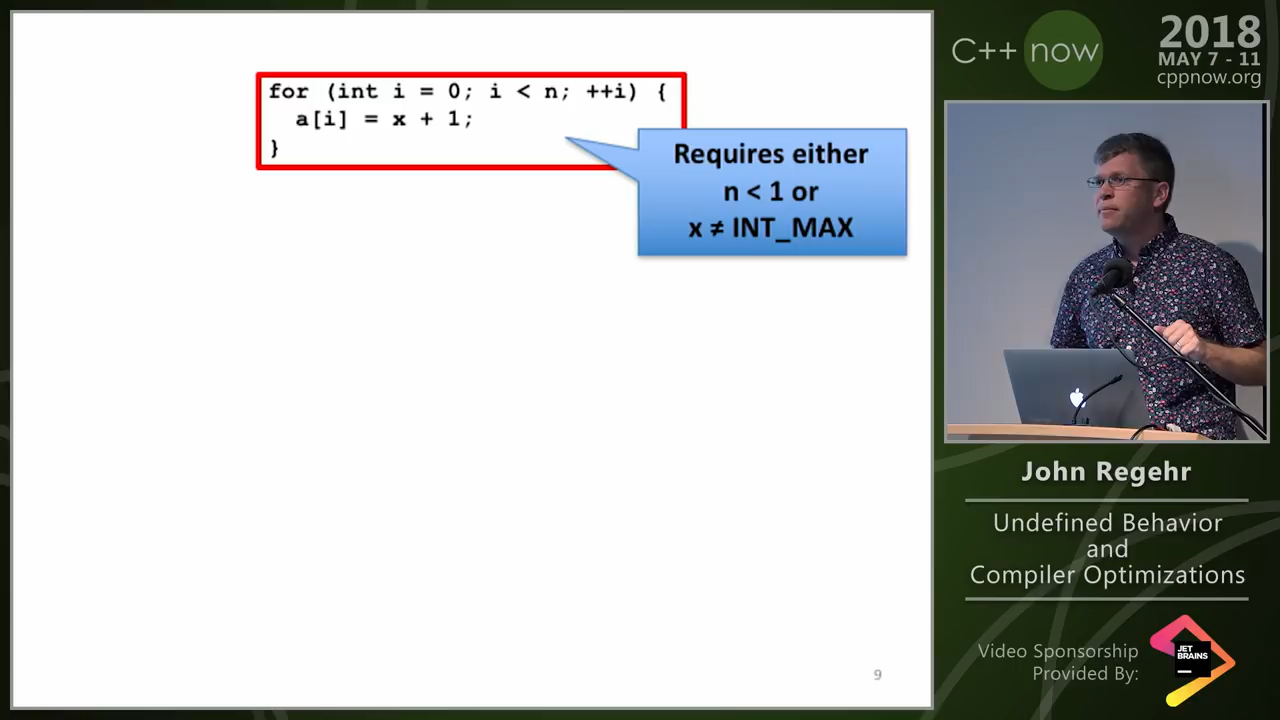 for (int i = 0; i < n; ++i) {
a[i] = x + 1;
}
Requires either
n < 1 or
x ≠ INT_MAX
9
C++ now
2018
MAY 7 - 11
cppnow.org
John Regehr
Undefined Behavior
and
Compiler Optimizations
Video Sponsorship
Provided By:
JET
BRAINS